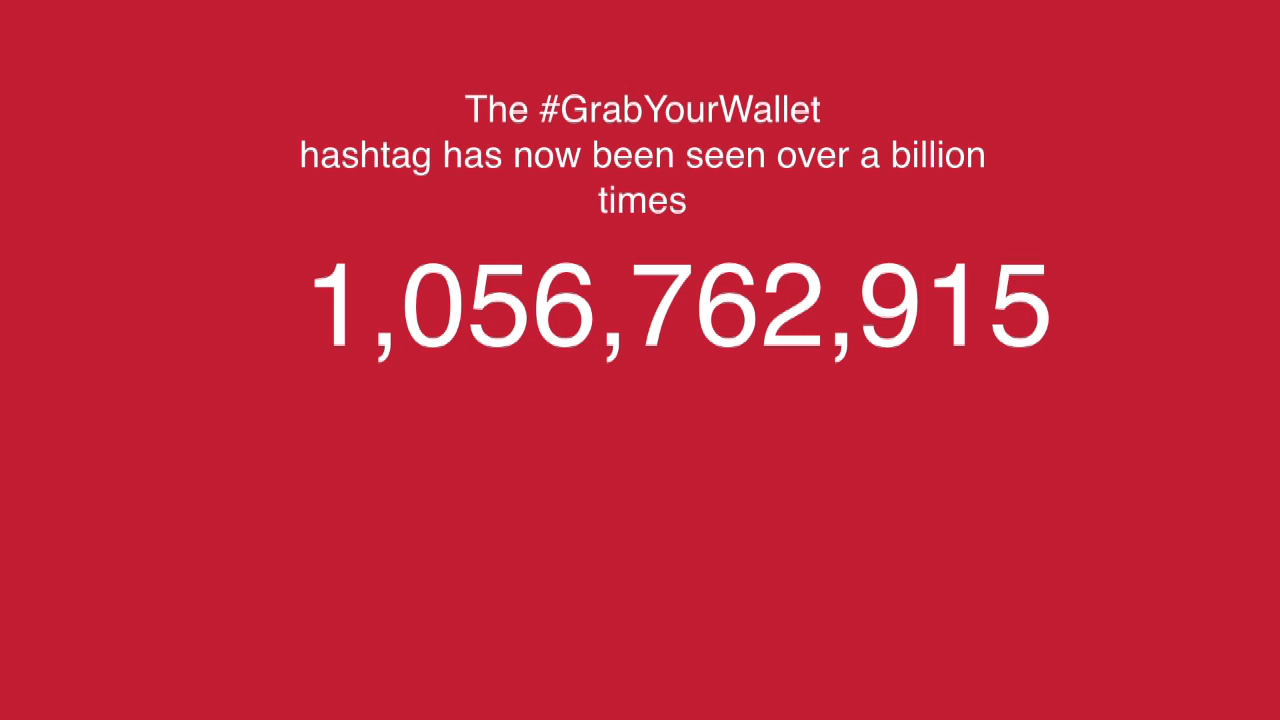 The #GrabYourWallet
hashtag has now been seen over a billion
times
1,056,762,915